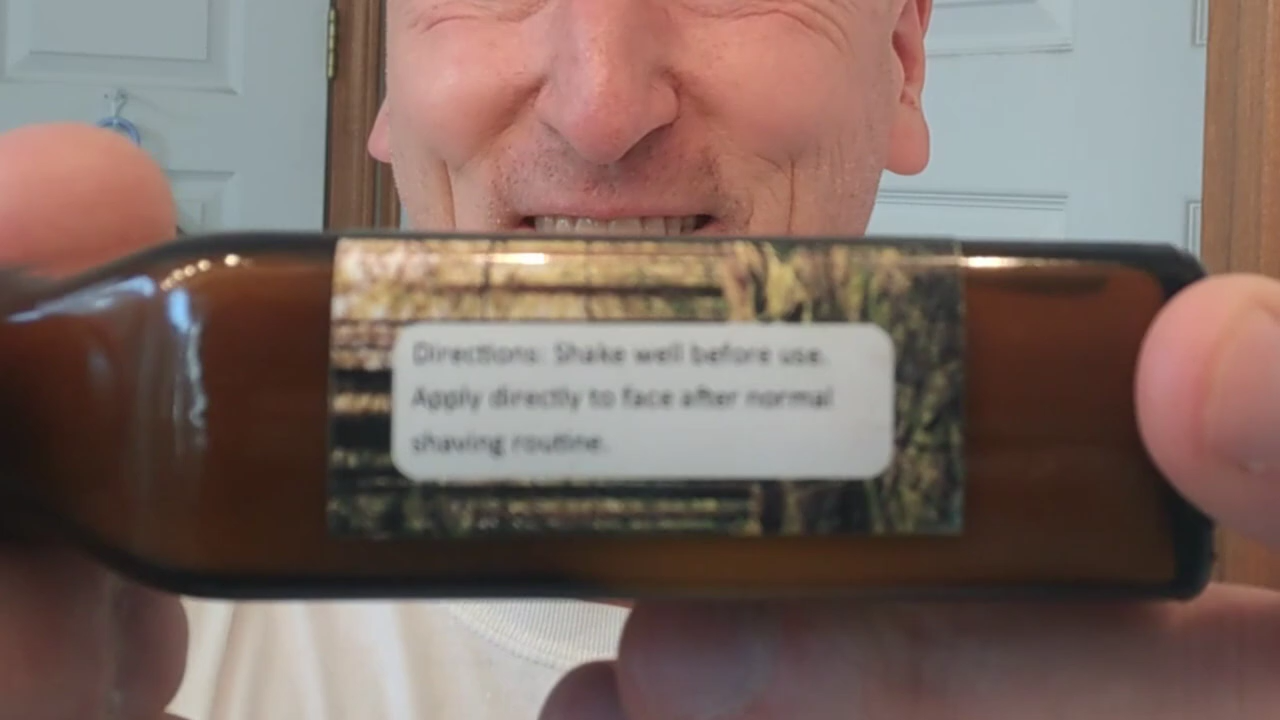 Directions: Shake well before use.
Apply directly to face after normal
shaving routine.